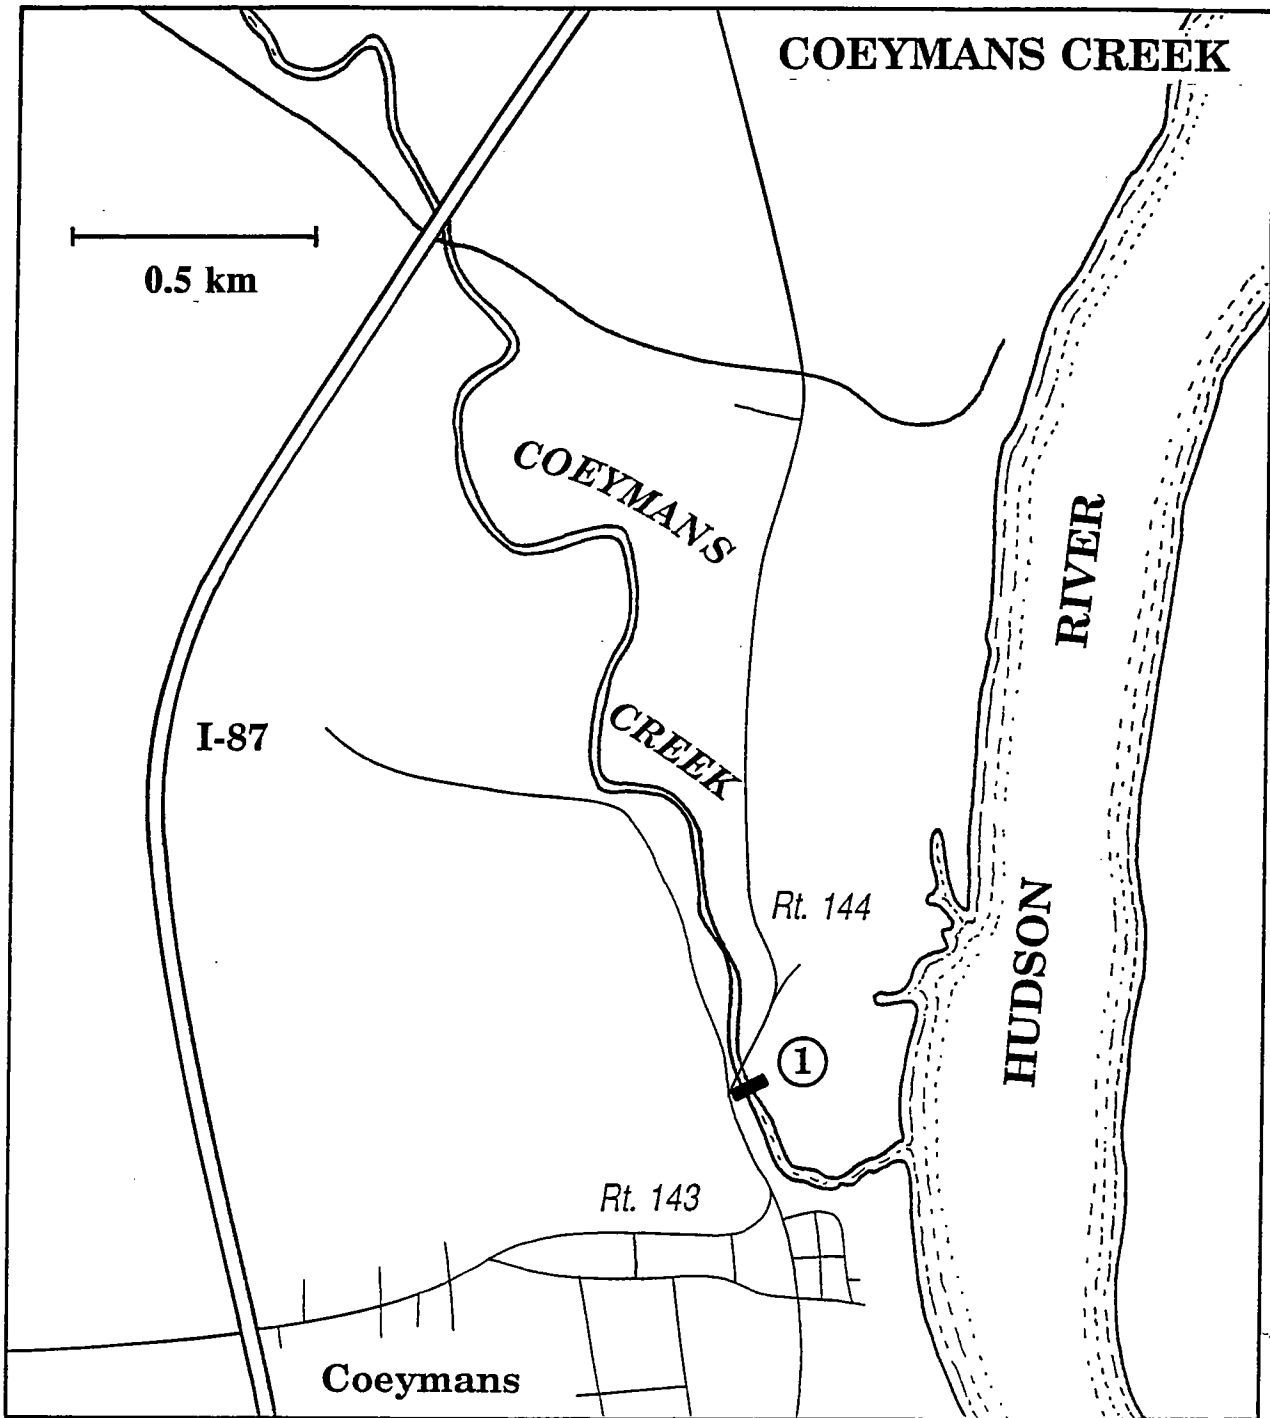 COEYMANS CREEK
0.5 km
COEYMANS
CREEK
RIVER
I-87
Rt. 144
HUDSON
1
Rt. 143
Coeymans